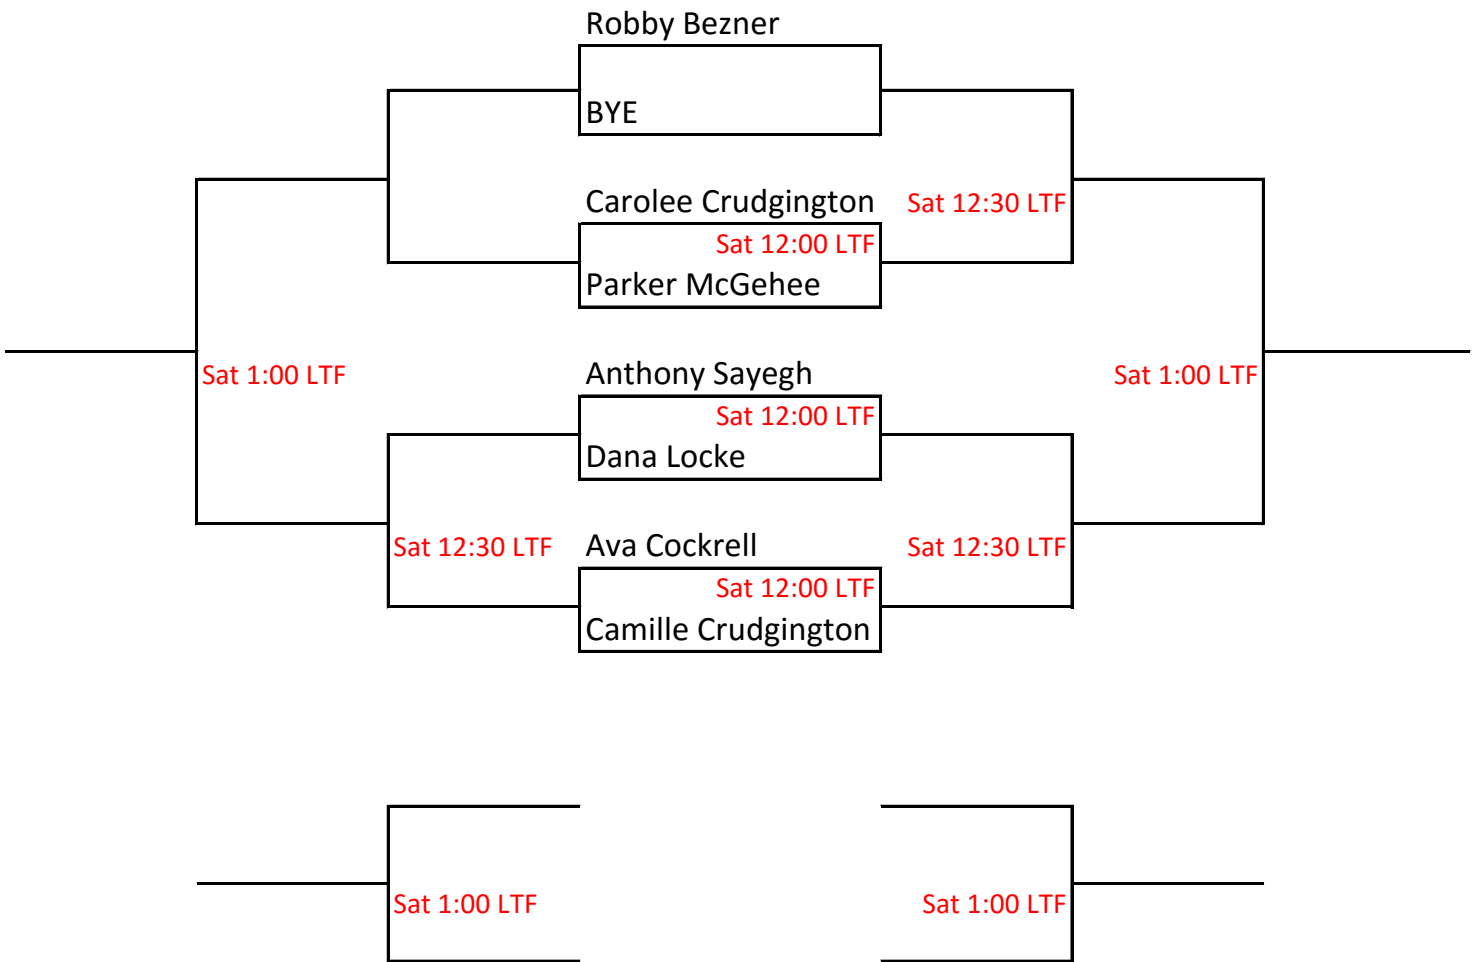 Robby Bezner
BYE
Carolee Crudgington
Sat 12:30 LTF
Sat 12:00 LTF
Parker McGehee
Sat 1:00 LTF
Anthony Sayegh
Sat 1:00 LTF
Sat 12:00 LTF
Dana Locke
Sat 12:30 LTF
Ava Cockrell
Sat 12:30 LTF
Sat 12:00 LTF
Camille Crudgington
Sat 1:00 LTF
Sat 1:00 LTF